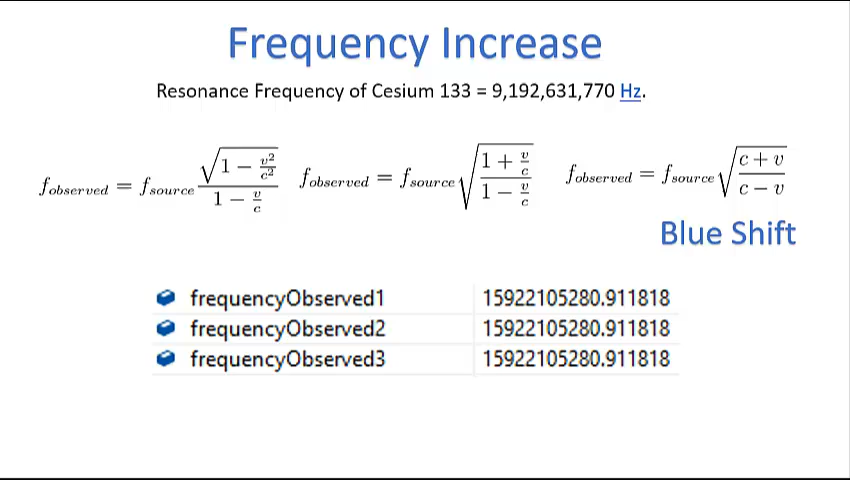 Frequency Increase
Resonance Frequency of Cesium 133 = 9,192,631,770 Hz.
f_observed = f_source √(1 − v²/c²) / (1 − v/c)
f_observed = f_source √((1 + v/c) / (1 − v/c))
f_observed = f_source √((c + v) / (c − v))
Blue Shift
frequencyObserved1 15922105280.911818
frequencyObserved2 15922105280.911818
frequencyObserved3 15922105280.911818